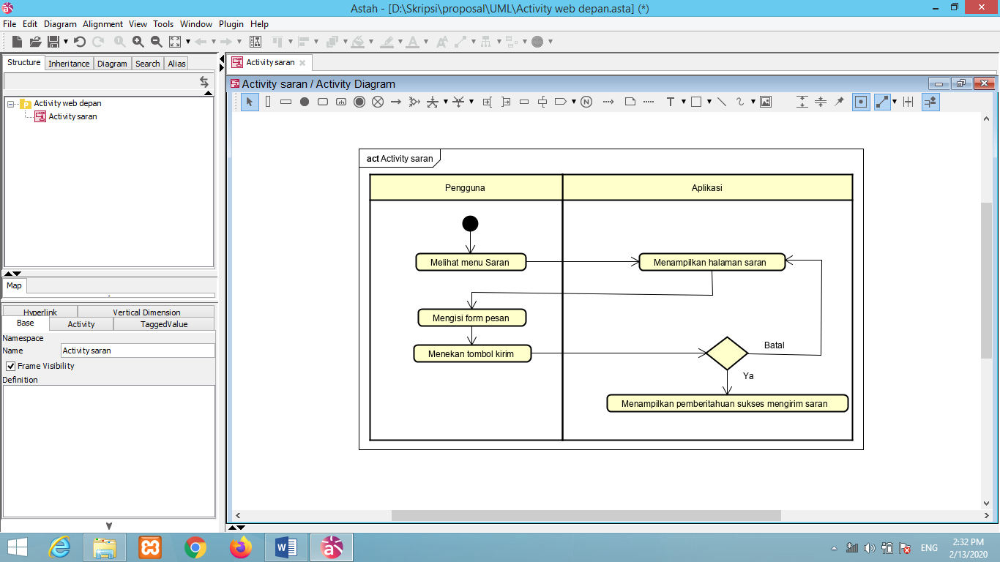 Astah - [D:\Skripsi\proposal\UML\Activity web depan.asta] (*)
File Edit Diagram Alignment View Tools Window Plugin Help
Structure Inheritance Diagram Search Alias
Activity web depan
Activity saran
Map
Hyperlink Vertical Dimension
Base Activity TaggedValue
Namespace
Name Activity saran
Frame Visibility
Definition
Activity saran
Activity saran / Activity Diagram
act Activity saran
Pengguna Aplikasi
Melihat menu Saran Menampilkan halaman saran
Mengisi form pesan
Menekan tombol kirim Batal
Ya
Menampilkan pemberitahuan sukses mengirim saran
ENG 2:32 PM
2/13/2020